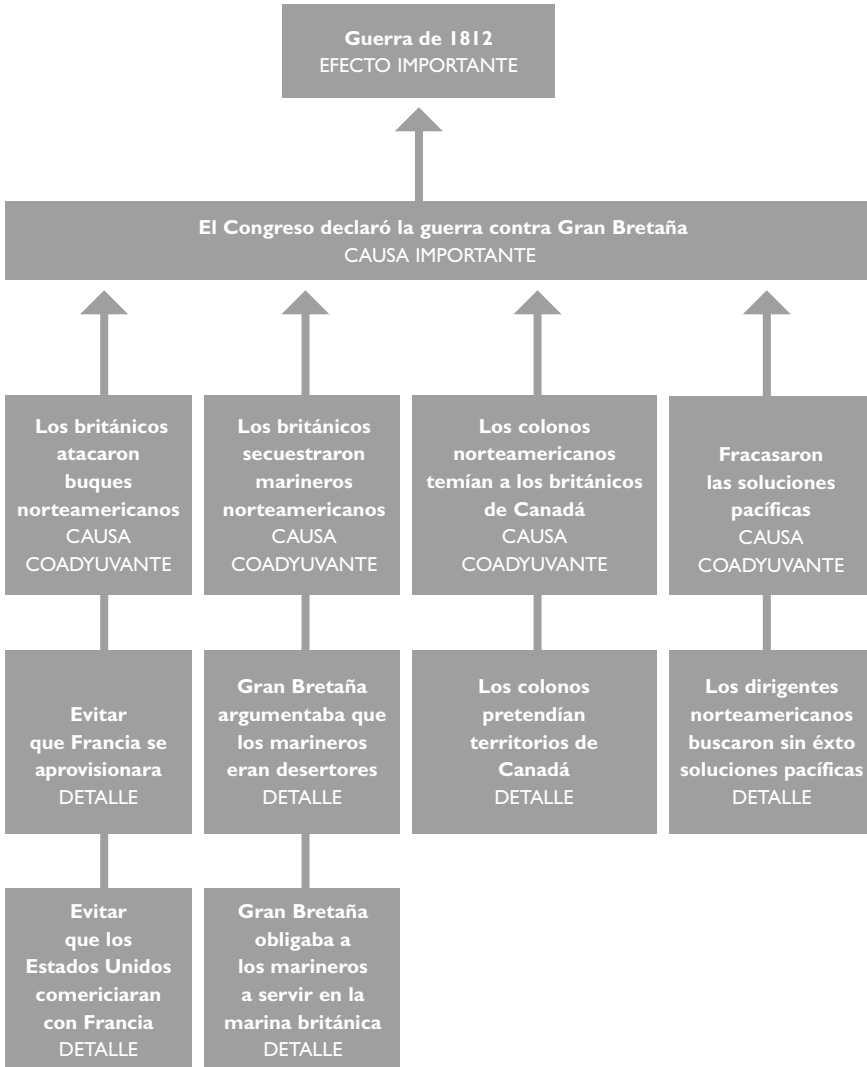 Guerra de 1812
EFECTO IMPORTANTE
El Congreso declaró la guerra contra Gran Bretaña
CAUSA IMPORTANTE
Los británicos
atacaron
buques
norteamericanos
CAUSA
COADYUVANTE
Los británicos
secuestraron
marineros
norteamericanos
CAUSA
COADYUVANTE
Los colonos
norteamericanos
temían a los británicos
de Canadá
CAUSA
COADYUVANTE
Fracasaron
las soluciones
pacíficas
CAUSA
COADYUVANTE
Evitar
que Francia se
aprovisionara
DETALLE
Gran Bretaña
argumentaba que
los marineros
eran desertores
DETALLE
Los colonos
pretendían
territorios de
Canadá
DETALLE
Los dirigentes
norteamericanos
buscaron sin éxto
soluciones pacíficas
DETALLE
Evitar
que los
Estados Unidos
comericiaran
con Francia
DETALLE
Gran Bretaña
obligaba a
los marineros
a servir en la
marina británica
DETALLE